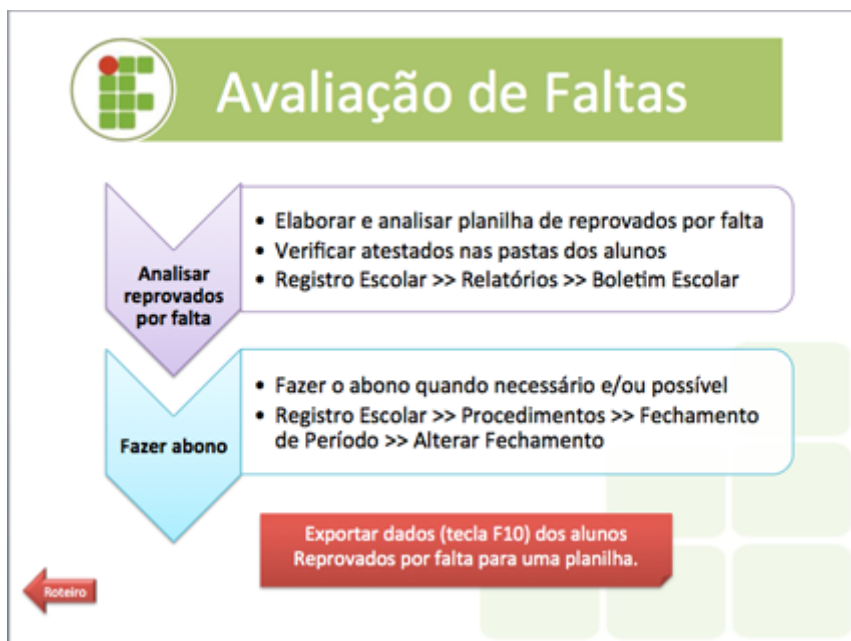 Avaliação de Faltas
Analisar
reprovados
por falta
• Elaborar e analisar planilha de reprovados por falta
• Verificar atestados nas pastas dos alunos
• Registro Escolar >> Relatórios >> Boletim Escolar
Fazer abono
• Fazer o abono quando necessário e/ou possível
• Registro Escolar >> Procedimentos >> Fechamento
de Período >> Alterar Fechamento
Exportar dados (tecla F10) dos alunos
Reprovados por falta para uma planilha.
Roteiro